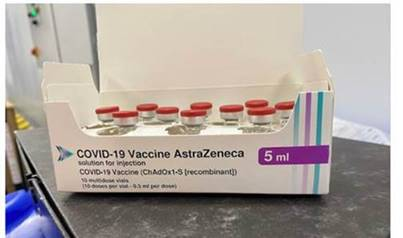 COVID-19 Vaccine AstraZeneca
solution for injection
5 ml
COVID-19 Vaccine (ChAdOx1-S [recombinant])
10 multidose vials
(10 doses per vial - 0.5 ml per dose)